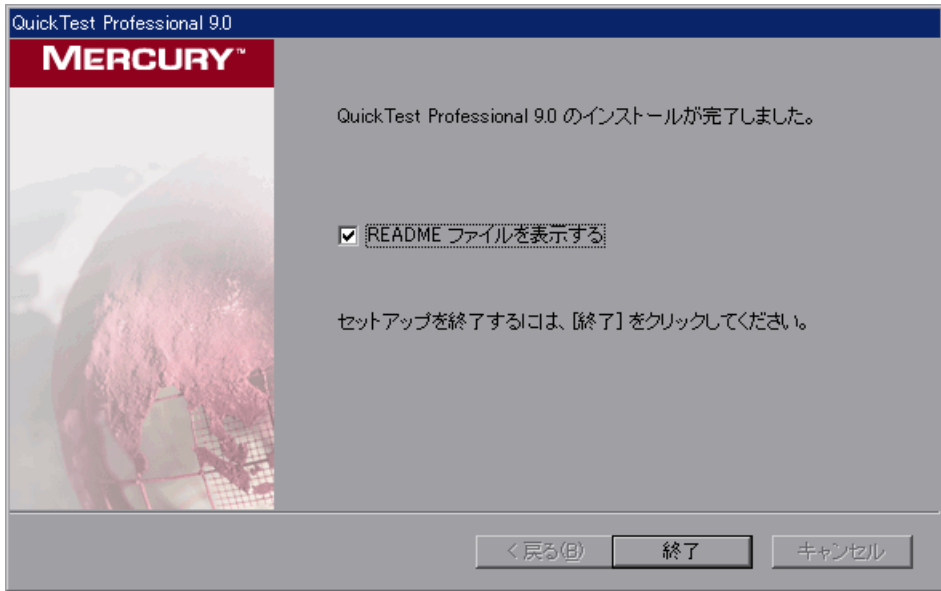 QuickTest Professional 9.0
MERCURY™
QuickTest Professional 9.0 のインストールが完了しました。
README ファイルを表示する
セットアップを終了するには、[終了] をクリックしてください。
< 戻る(B)
終了
キャンセル